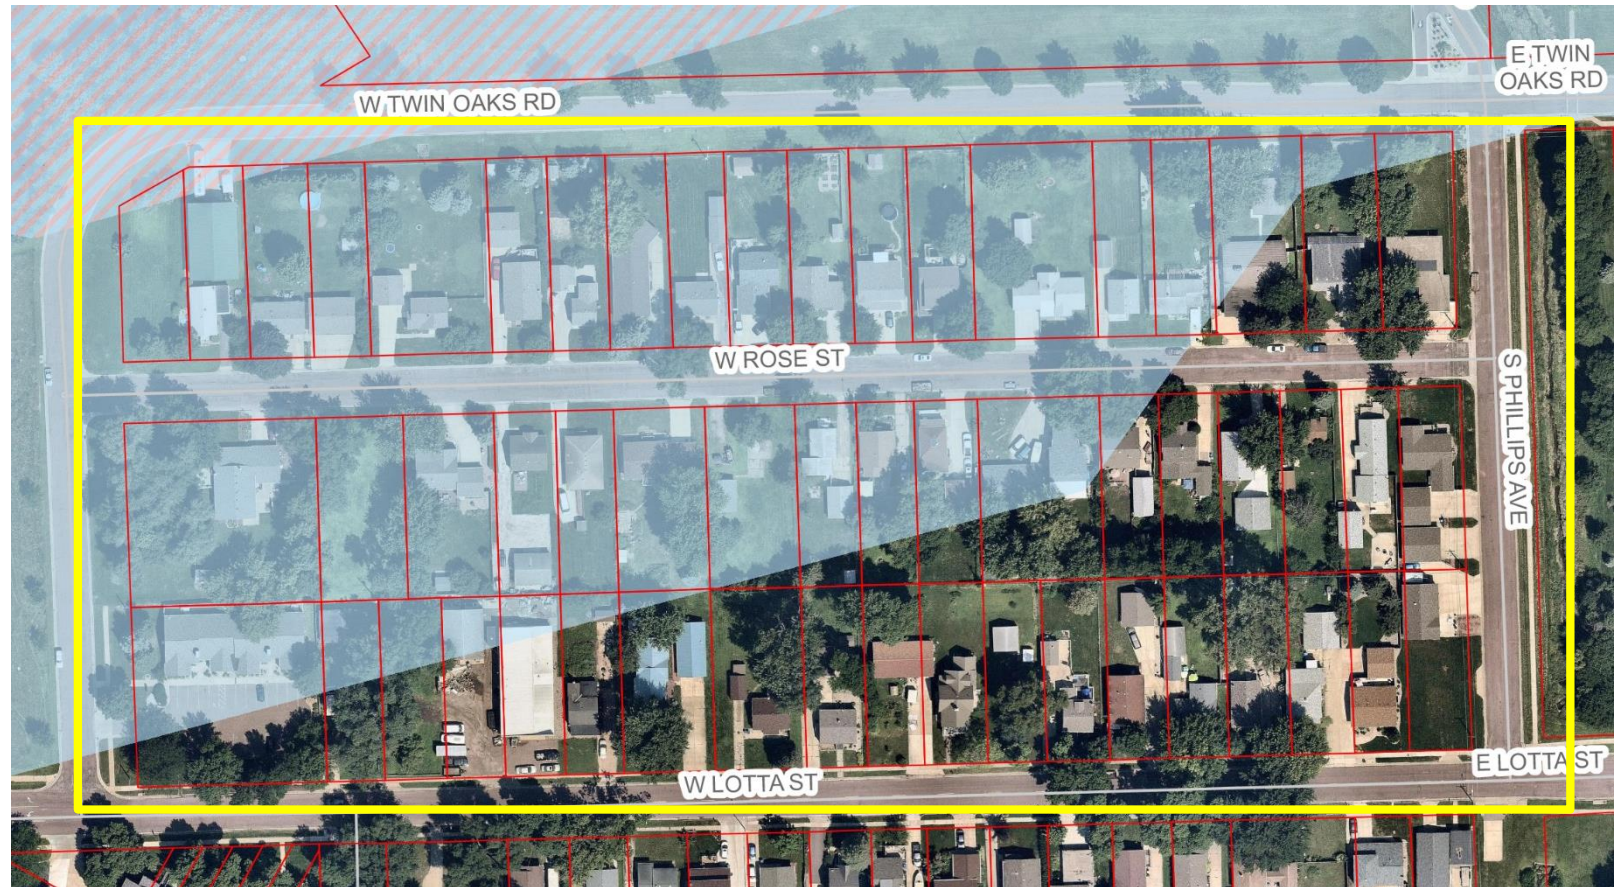 E TWIN
OAKS RD
W TWIN OAKS RD
W ROSE ST
S PHILLIPS AVE
W LOTTA ST
E LOTTA ST